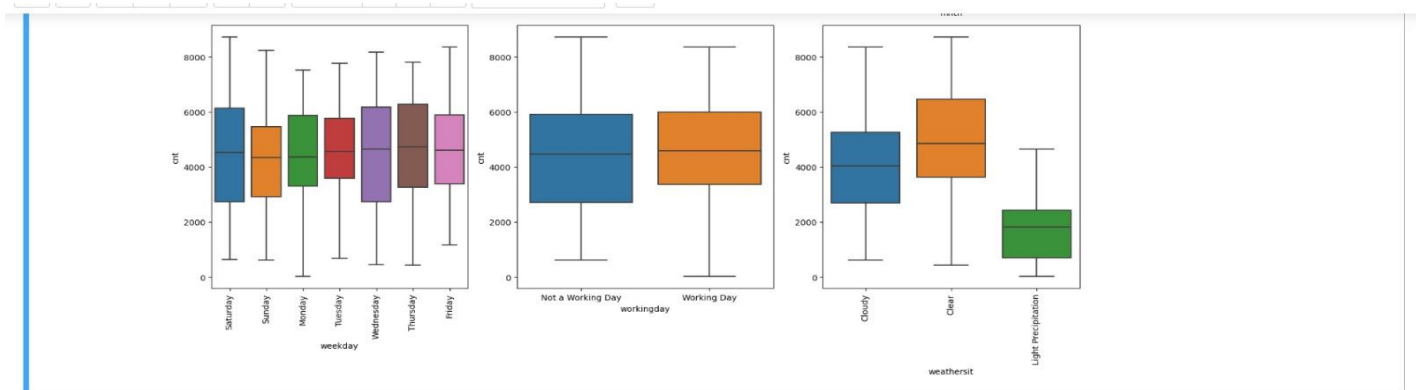 mnth
8000
6000
4000
2000
0
cnt
Saturday
Sunday
Monday
Tuesday
Wednesday
Thursday
Friday
weekday
8000
6000
4000
2000
0
cnt
Not a Working Day
Working Day
workingday
8000
6000
4000
2000
0
cnt
Cloudy
Clear
Light Precipitation
weathersit